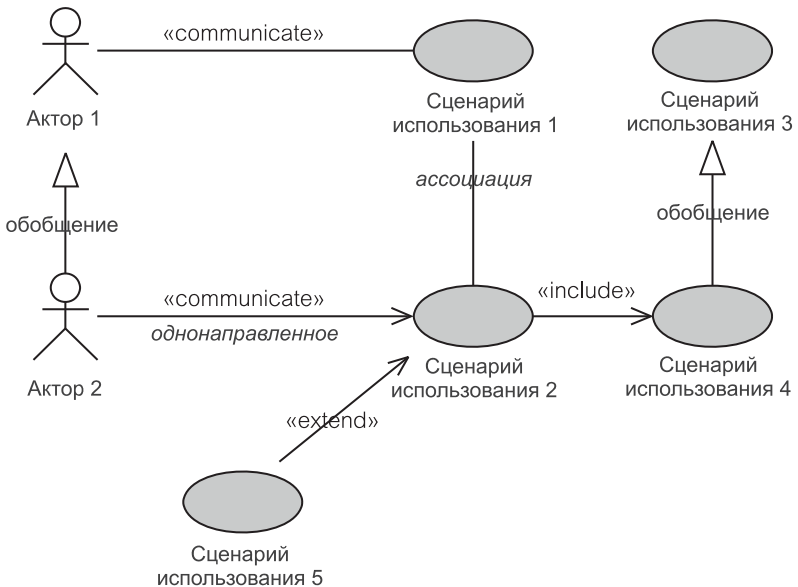 «communicate»
Актор 1
Сценарий
использования 1
Сценарий
использования 3
ассоциация
обобщение
обобщение
«communicate»
однонаправленное
«include»
Актор 2
Сценарий
использования 2
Сценарий
использования 4
«extend»
Сценарий
использования 5